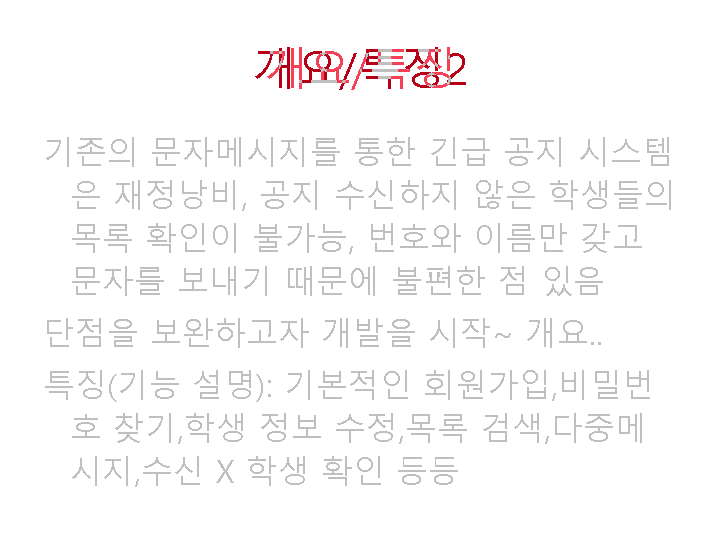 개요/특징2
기존의 문자메시지를 통한 긴급 공지 시스템
은 재정낭비, 공지 수신하지 않은 학생들의
목록 확인이 불가능, 번호와 이름만 갖고
문자를 보내기 때문에 불편한 점 있음
단점을 보완하고자 개발을 시작~ 개요..
특징(기능 설명): 기본적인 회원가입,비밀번
호 찾기,학생 정보 수정,목록 검색,다중메
시지,수신 X 학생 확인 등등